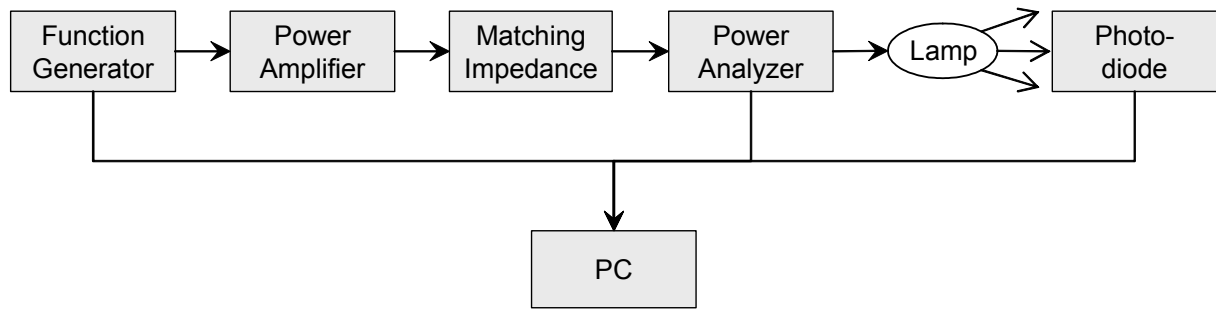 Function
Generator
Power
Amplifier
Matching
Impedance
Power
Analyzer
Lamp
Photo-
diode
PC